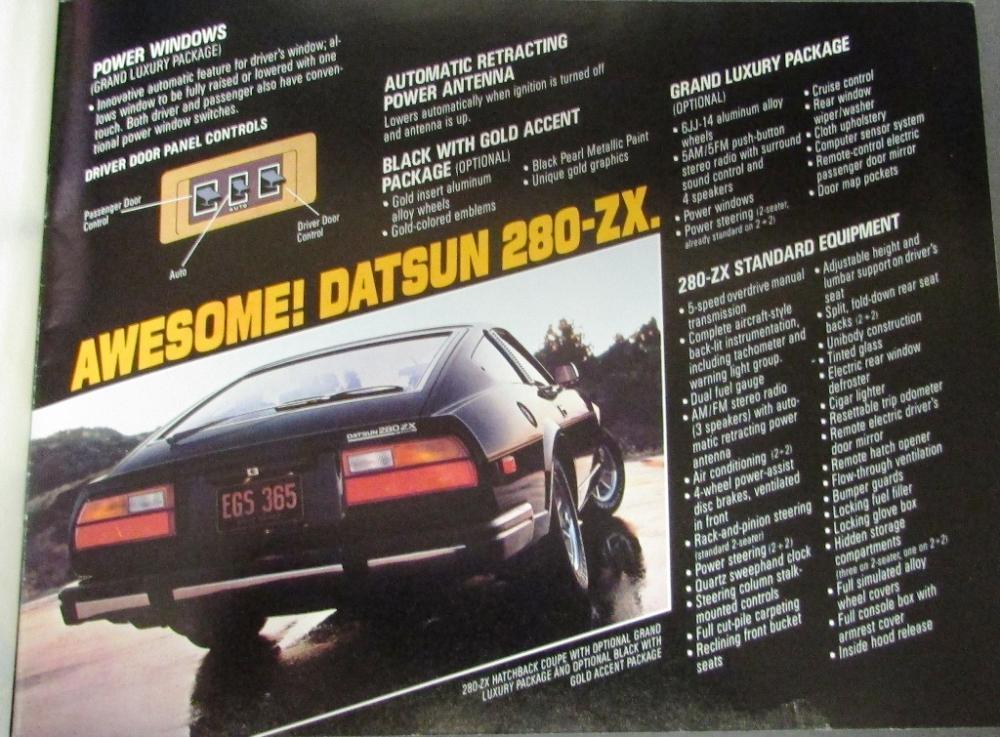 POWER WINDOWS
(GRAND LUXURY PACKAGE)
• Innovative automatic feature for driver's window; al-
lows window to be fully raised or lowered with one
touch. Both driver and passenger also have conven-
tional power window switches.
DRIVER DOOR PANEL CONTROLS
Passenger Door
Control
AUTO
Auto
Driver Door
Control
AUTOMATIC RETRACTING
POWER ANTENNA
Lowers automatically when ignition is turned off
and antenna is up.
BLACK WITH GOLD ACCENT
PACKAGE (OPTIONAL)
• Gold insert aluminum
alloy wheels
• Gold-colored emblems
• Black Pearl Metallic Paint
• Unique gold graphics
GRAND LUXURY PACKAGE
(OPTIONAL)
• 6JJ-14 aluminum alloy
wheels
• 5AM/5FM push-button
stereo radio with surround
sound control and
4 speakers
• Power windows
• Power steering (2-seater,
already standard on 2+2)
• Cruise control
• Rear window
wiper/washer
• Cloth upholstery
• Computer sensor system
• Remote-control electric
passenger door mirror
• Door map pockets
AWESOME! DATSUN 280-ZX.
DATSUN 280ZX
EGS 365
280-ZX HATCHBACK COUPE WITH OPTIONAL GRAND
LUXURY PACKAGE AND OPTIONAL BLACK WITH
GOLD ACCENT PACKAGE
280-ZX STANDARD EQUIPMENT
• 5-speed overdrive manual
transmission
• Complete aircraft-style
back-lit instrumentation,
including tachometer and
warning light group.
• Dual fuel gauge
• AM/FM stereo radio
(3 speakers) with auto-
matic retracting power
antenna
• Air conditioning (2+2)
• 4-wheel power-assist
disc brakes, ventilated
in front
• Rack-and-pinion steering
(standard 2-seater)
• Power steering (2+2)
• Quartz sweephand clock
• Steering column stalk-
mounted controls
• Full cut-pile carpeting
• Reclining front bucket
seats
• Adjustable height and
lumbar support on driver's
seat
• Split, fold-down rear seat
backs (2+2)
• Unibody construction
• Tinted glass
• Electric rear window
defroster
• Cigar lighter
• Resettable trip odometer
• Remote electric driver's
door mirror
• Remote hatch opener
• Flow-through ventilation
• Bumper guards
• Locking fuel filler
• Locking glove box
• Hidden storage
compartments
(three on 2-seater, one on 2+2)
• Full simulated alloy
wheel covers
• Full console box with
armrest cover
• Inside hood release